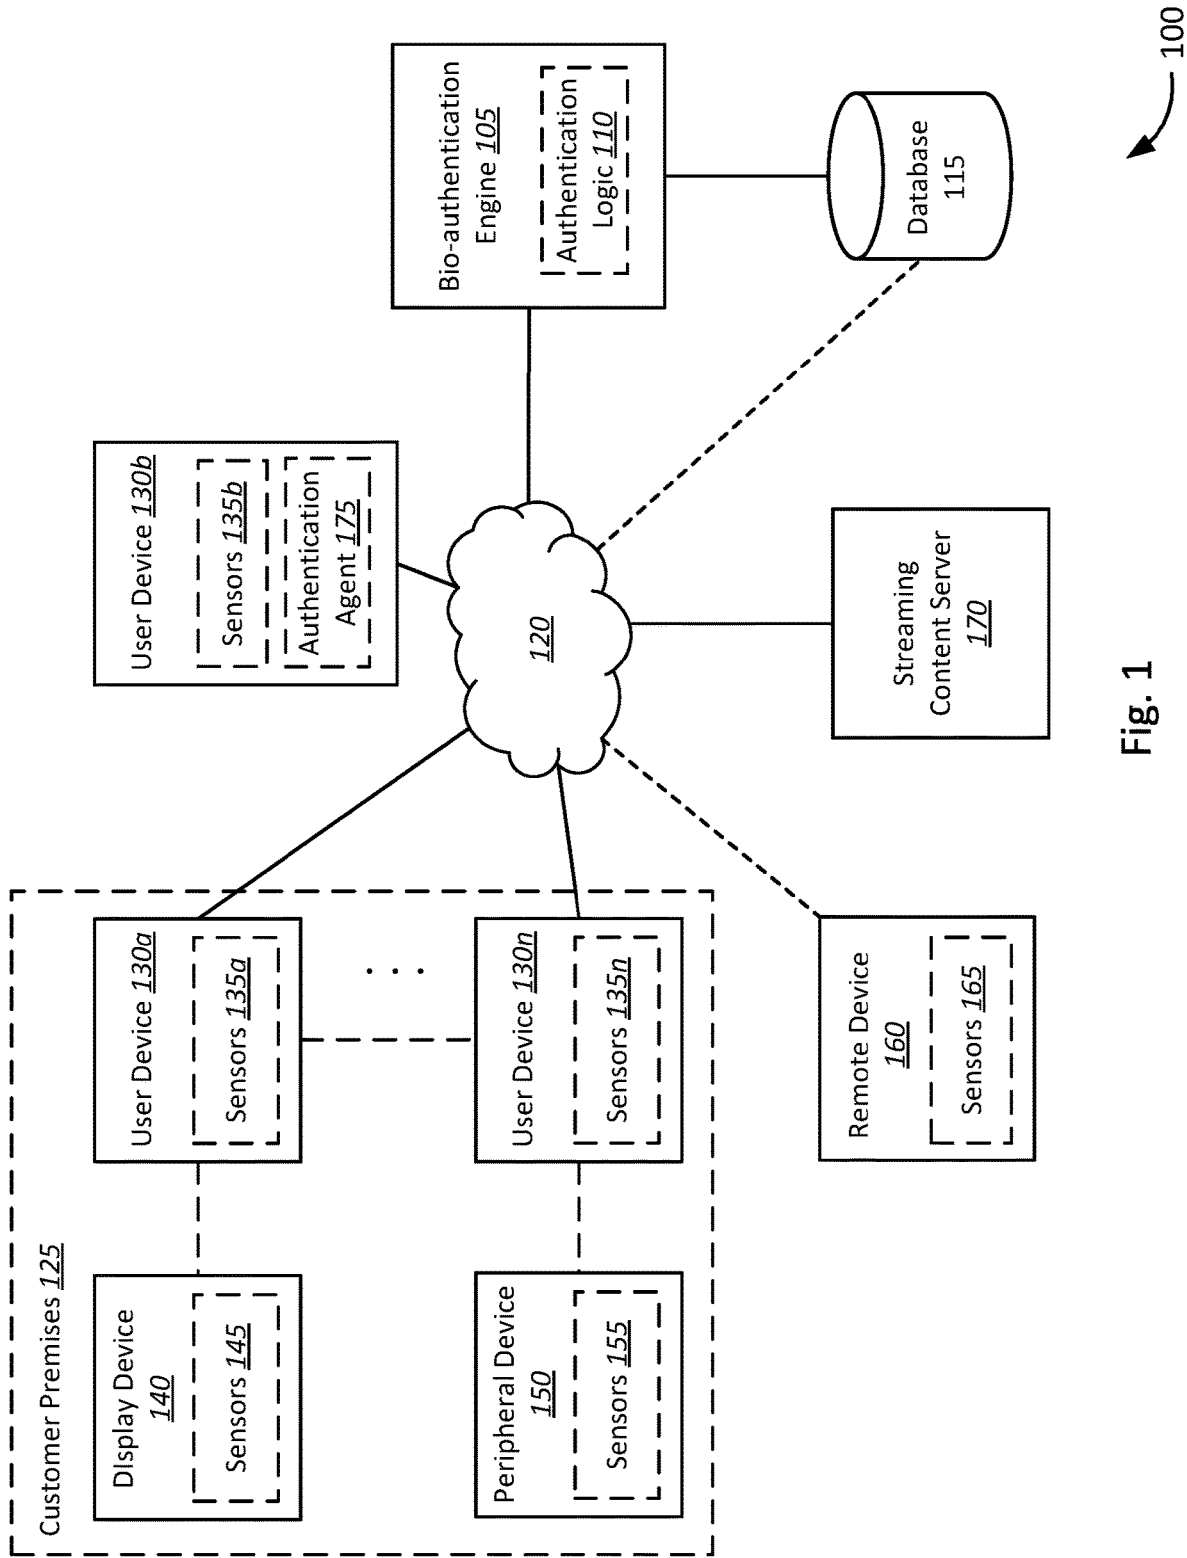 Customer Premises 125
DIsplay Device
140
Sensors 145
User Device 130a
Sensors 135a
User Device 130b
Sensors 135b
Authentication
Agent 175
Bio-authentication
Engine 105
Authentication
Logic 110
Peripheral Device
150
Sensors 155
. . .
User Device 130n
Sensors 135n
120
Remote Device
160
Sensors 165
Streaming
Content Server
170
Database
115
Fig. 1
100